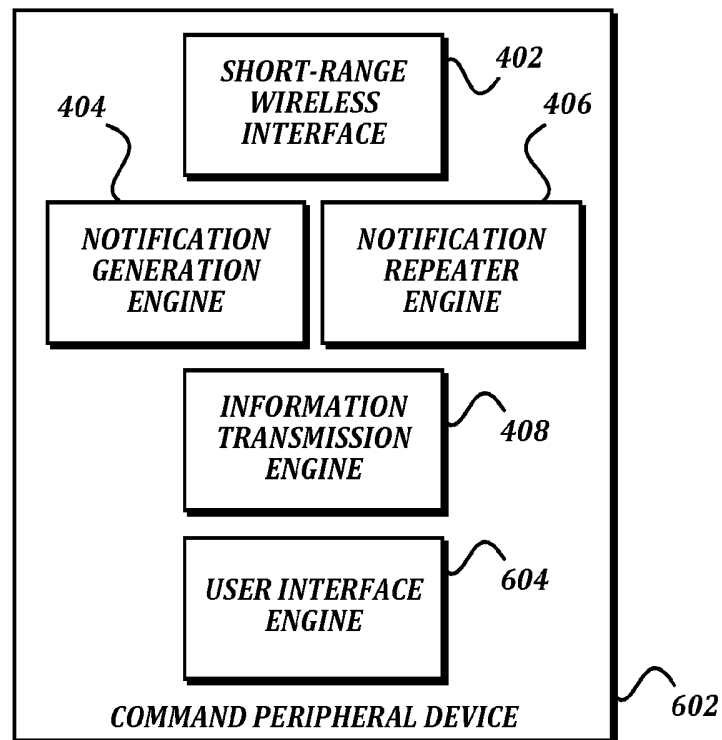 SHORT-RANGE
WIRELESS
INTERFACE
402
404
406
NOTIFICATION
GENERATION
ENGINE
NOTIFICATION
REPEATER
ENGINE
INFORMATION
TRANSMISSION
ENGINE
408
USER INTERFACE
ENGINE
604
602
COMMAND PERIPHERAL DEVICE